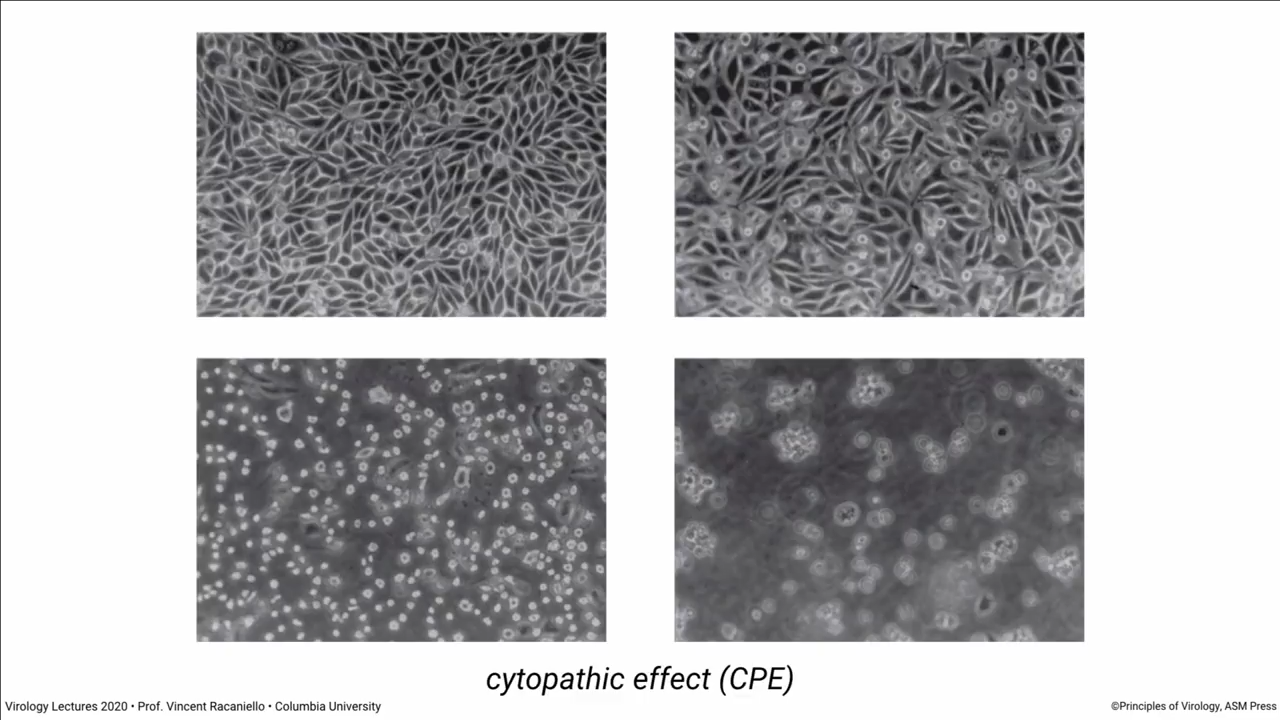 cytopathic effect (CPE)
Virology Lectures 2020 • Prof. Vincent Racaniello • Columbia University
©Principles of Virology, ASM Press